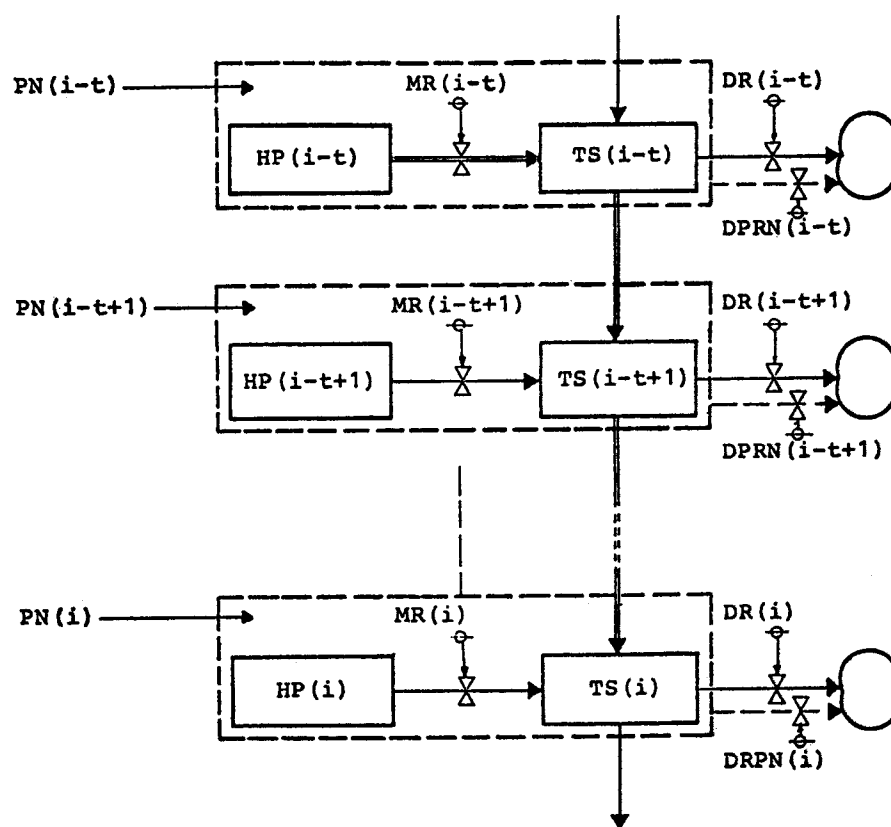 PN(i-t)
MR(i-t)
DR(i-t)
HP(i-t)
TS(i-t)
DPRN(i-t)
PN(i-t+1)
MR(i-t+1)
DR(i-t+1)
HP(i-t+1)
TS(i-t+1)
DPRN(i-t+1)
PN(i)
MR(i)
DR(i)
HP(i)
TS(i)
DRPN(i)